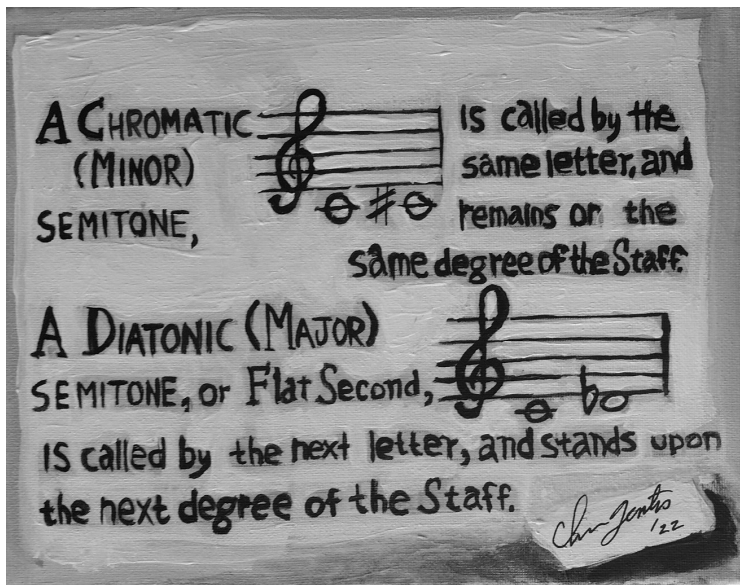 A CHROMATIC is called by the
(MINOR) same letter, and
SEMITONE, remains on the
same degree of the Staff.
A DIATONIC (MAJOR)
SEMITONE, or Flat Second,
is called by the next letter, and stands upon
the next degree of the Staff.
'22